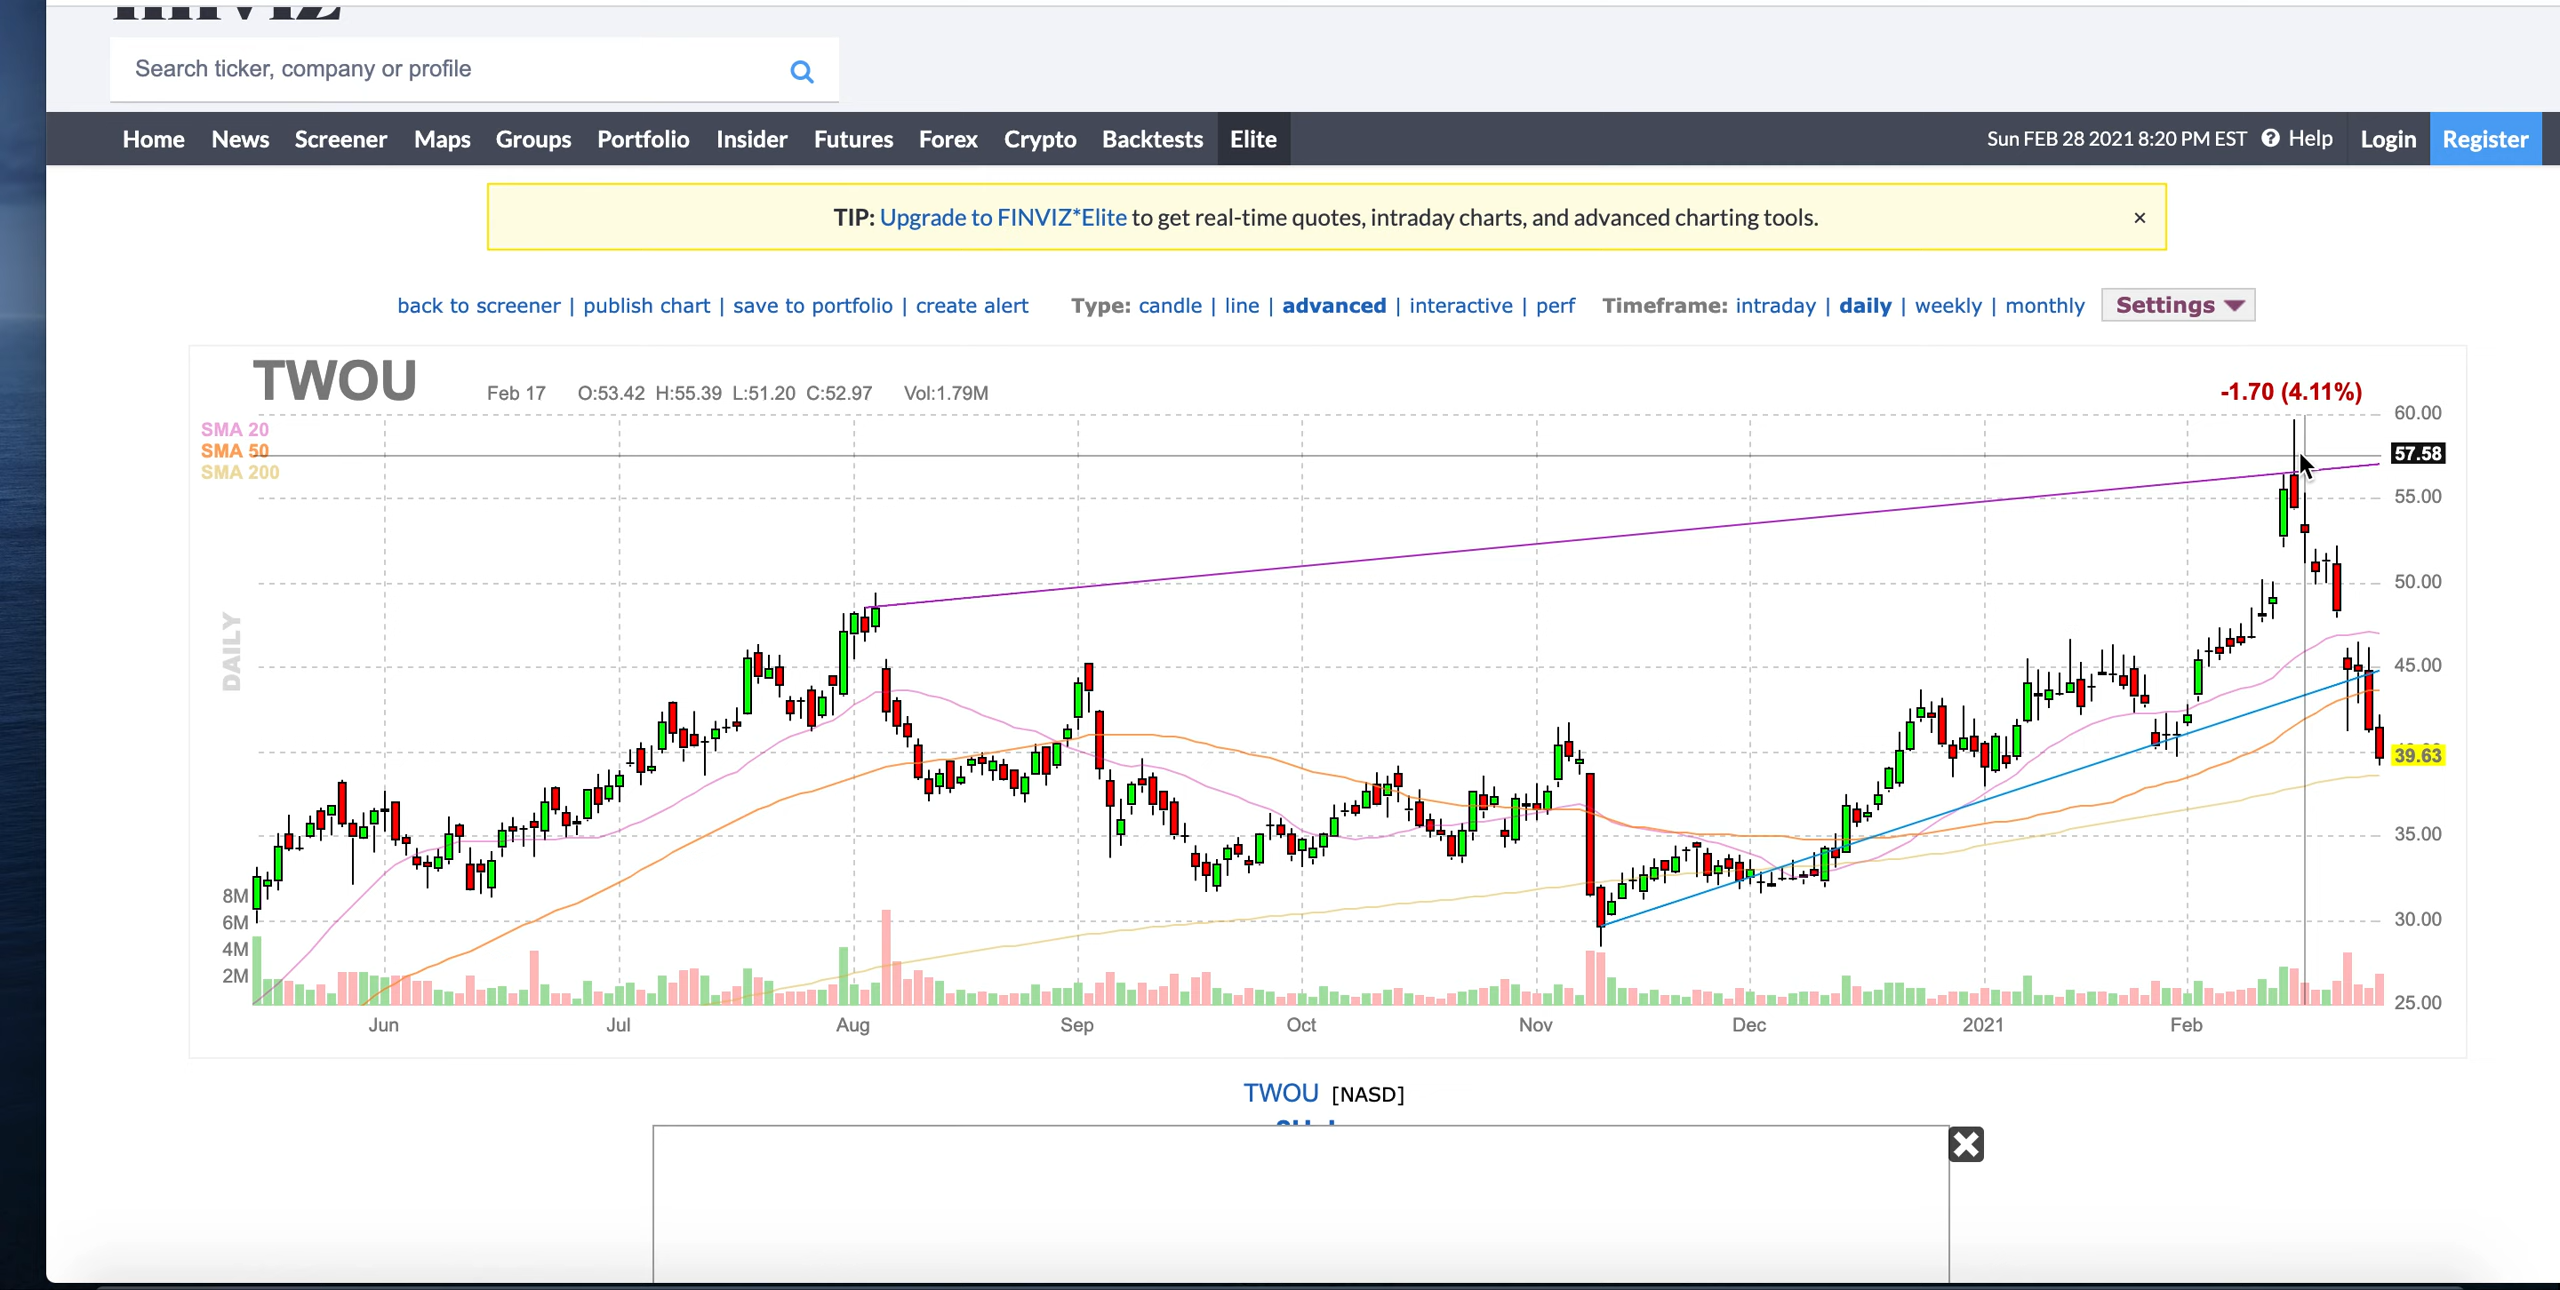 Search ticker, company or profile
Home News Screener Maps Groups Portfolio Insider Futures Forex Crypto Backtests Elite Sun FEB 28 2021 8:20 PM EST Help Login Register
TIP: Upgrade to FINVIZ*Elite to get real-time quotes, intraday charts, and advanced charting tools. ×
back to screener | publish chart | save to portfolio | create alert Type: candle | line | advanced | interactive | perf Timeframe: intraday | daily | weekly | monthly Settings
TWOU Feb 17 O:53.42 H:55.39 L:51.20 C:52.97 Vol:1.79M -1.70 (4.11%)
60.00
SMA 20
SMA 50
57.58
SMA 200
55.00
50.00
DAILY
45.00
39.63
35.00
8M
6M
30.00
4M
2M
25.00
Jun Jul Aug Sep Oct Nov Dec 2021 Feb
TWOU [NASD]